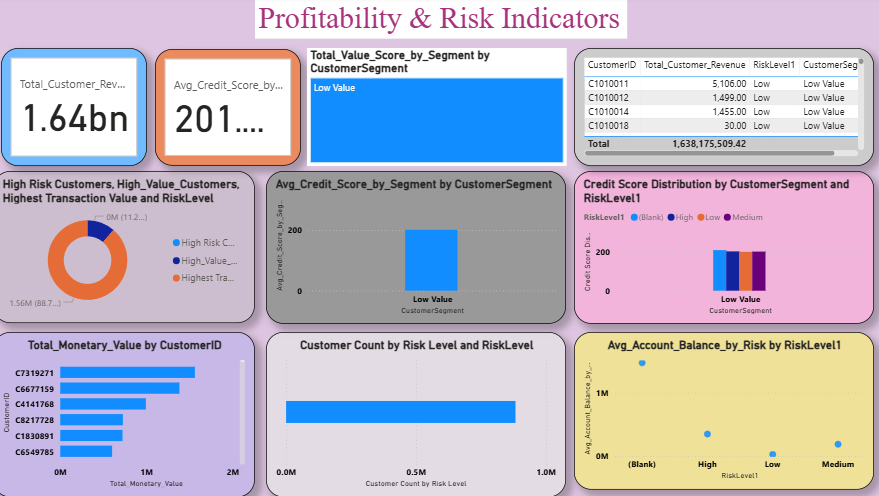 Profitability & Risk Indicators
Total_Customer_Rev...
1.64bn
Avg_Credit_Score_by...
201....
Total_Value_Score_by_Segment by
CustomerSegment
Low Value
CustomerID Total_Customer_Revenue RiskLevel1 CustomerSeg
C1010011 5,106.00 Low Low Value
C1010012 1,499.00 Low Low Value
C1010014 1,455.00 Low Low Value
C1010018 30.00 Low Low Value
Total 1,638,175,509.42
High Risk Customers, High_Value_Customers,
Highest Transaction Value and RiskLevel
0M (11.2...)
1.56M (88.7...)
High Risk C...
High_Value_...
Highest Tra...
Avg_Credit_Score_by_Segment by CustomerSegment
Avg_Credit_Score_by_Seg...
200
0
Low Value
CustomerSegment
Credit Score Distribution by CustomerSegment and
RiskLevel1
RiskLevel1 (Blank) High Low Medium
Credit Score Dis...
200
0
Low Value
CustomerSegment
Total_Monetary_Value by CustomerID
CustomerID
C7319271
C6677159
C4141768
C8217728
C1830891
C6549785
0M 1M 2M
Total_Monetary_Value
Customer Count by Risk Level and RiskLevel
0.0M 0.5M 1.0M
Customer Count by Risk Level
Avg_Account_Balance_by_Risk by RiskLevel1
Avg_Account_Balance_by_...
1M
0M
(Blank) High Low Medium
RiskLevel1